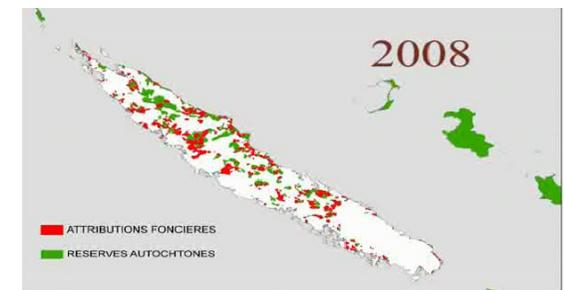 2008
ATTRIBUTIONS FONCIERES
RESERVES AUTOCHTONES